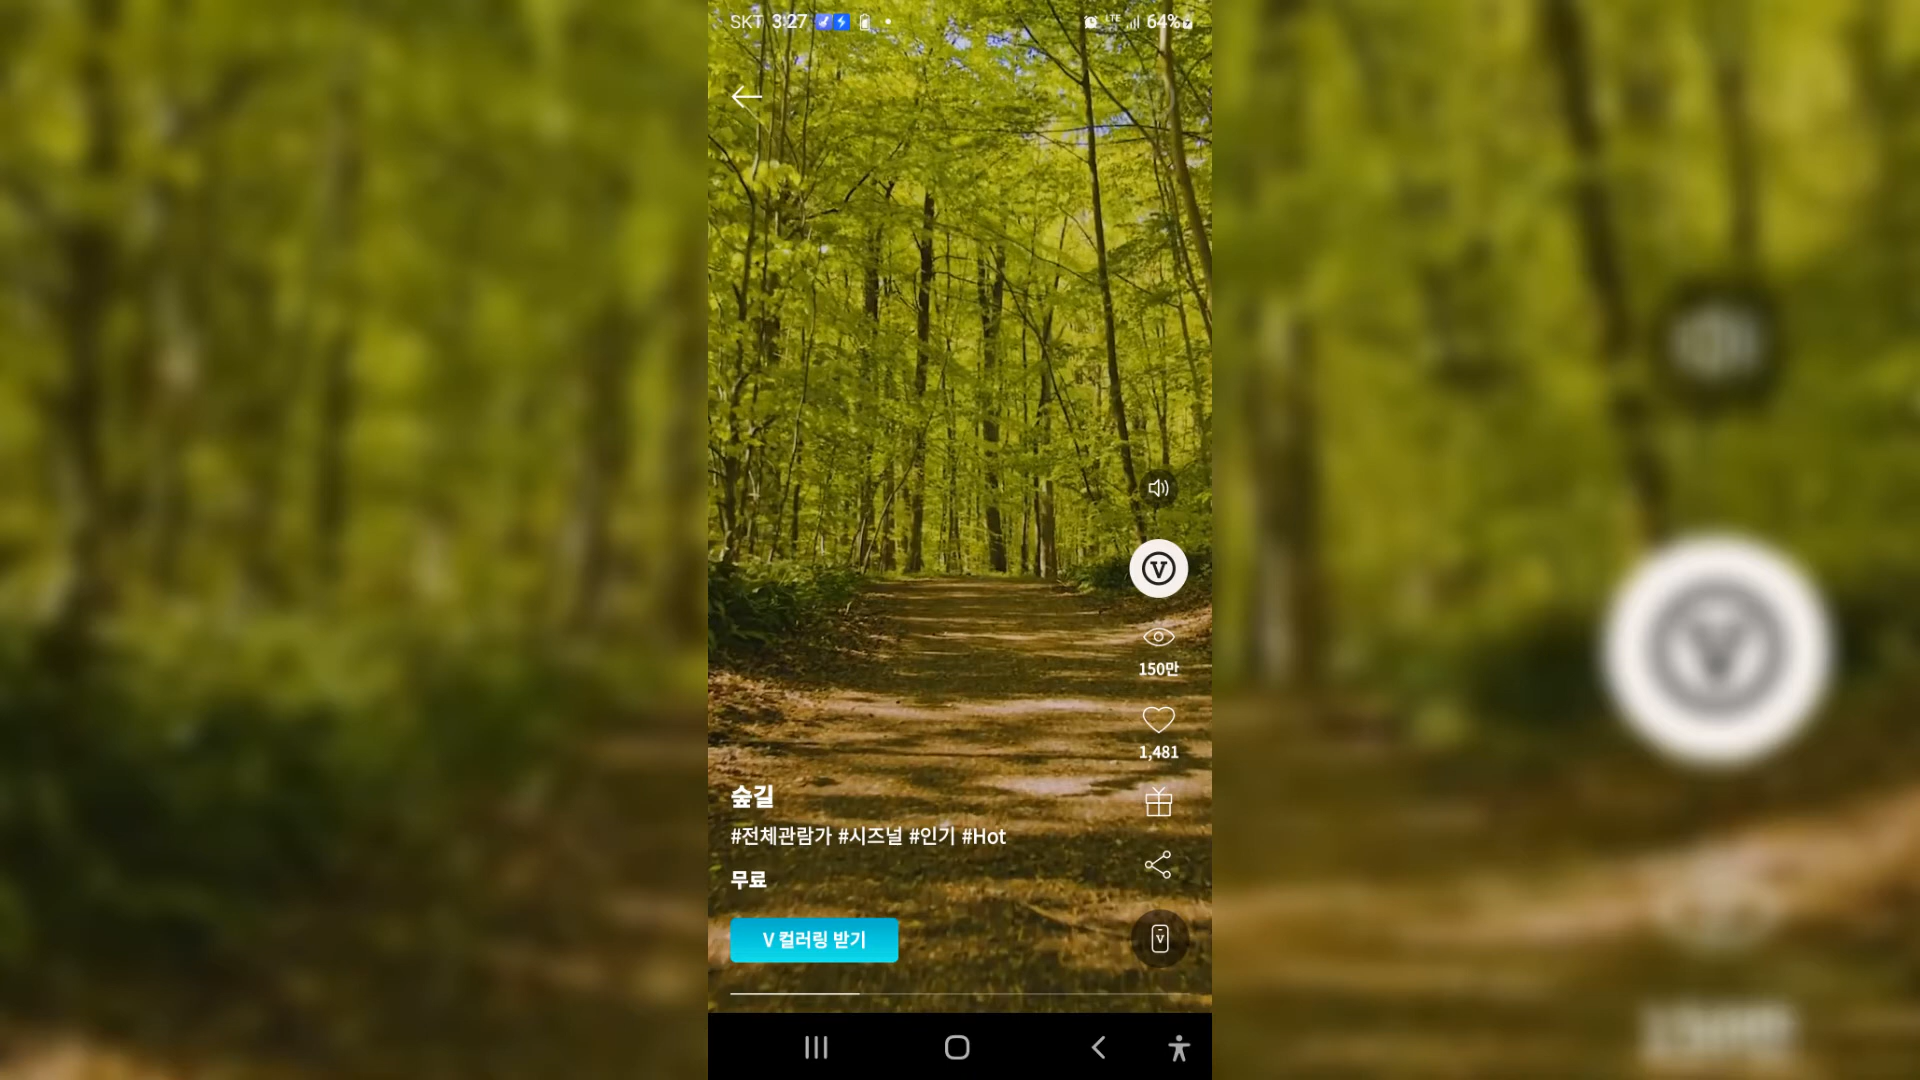 SKT 3:27
LTE 64%
V
150만
1,481
숲길
#전체관람가 #시즈널 #인기 #Hot
무료
V 컬러링 받기
V